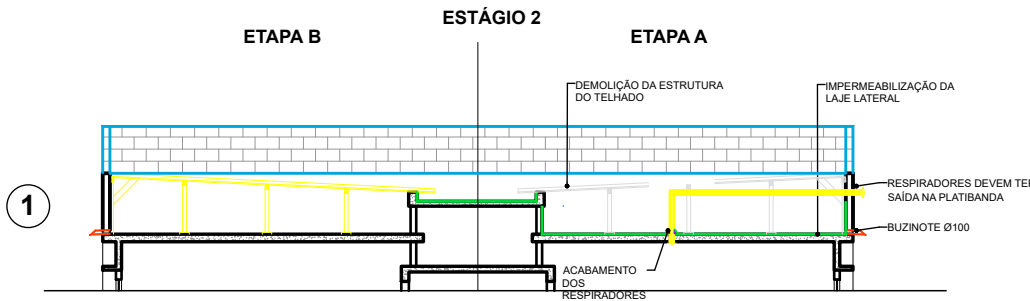 ESTÁGIO 2
ETAPA B
ETAPA A
DEMOLIÇÃO DA ESTRUTURA
DO TELHADO
IMPERMEABILIZAÇÃO DA
LAJE LATERAL
1
RESPIRADORES DEVEM TER
SAÍDA NA PLATIBANDA
BUZINOTE Ø100
ACABAMENTO
DOS
RESPIRADORES